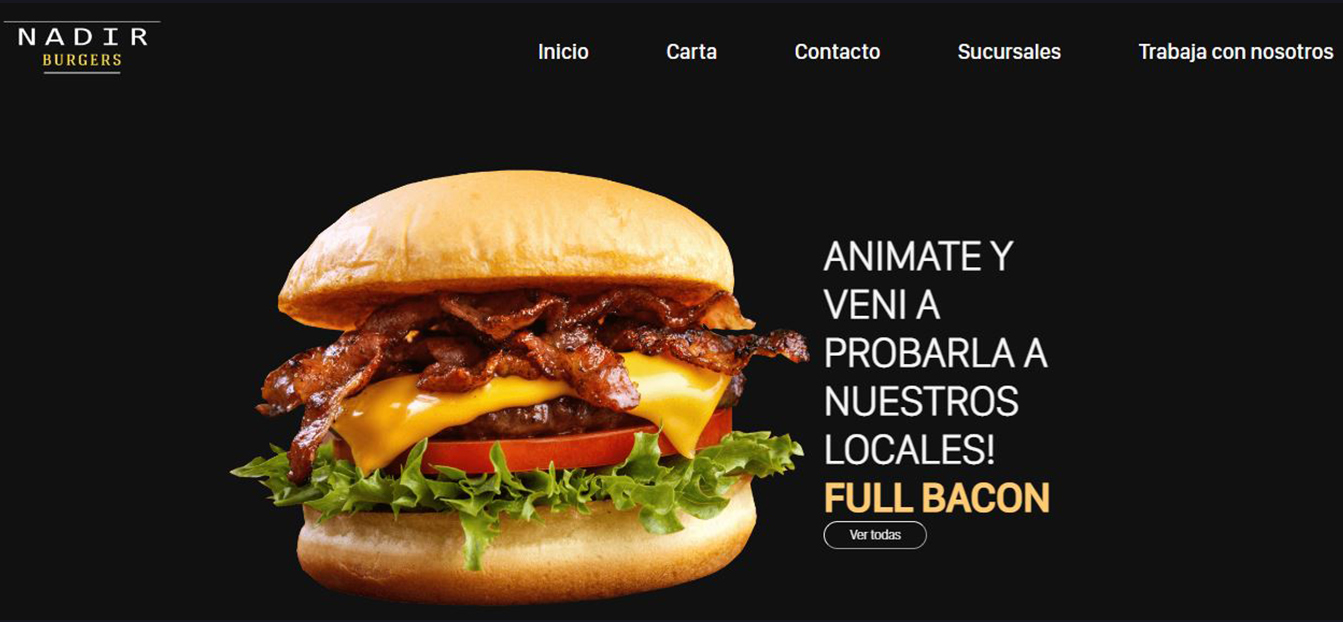 NADIR
BURGERS
Inicio
Carta
Contacto
Sucursales
Trabaja con nosotros
ANIMATE Y
VENI A
PROBARLA A
NUESTROS
LOCALES!
FULL BACON
Ver todas